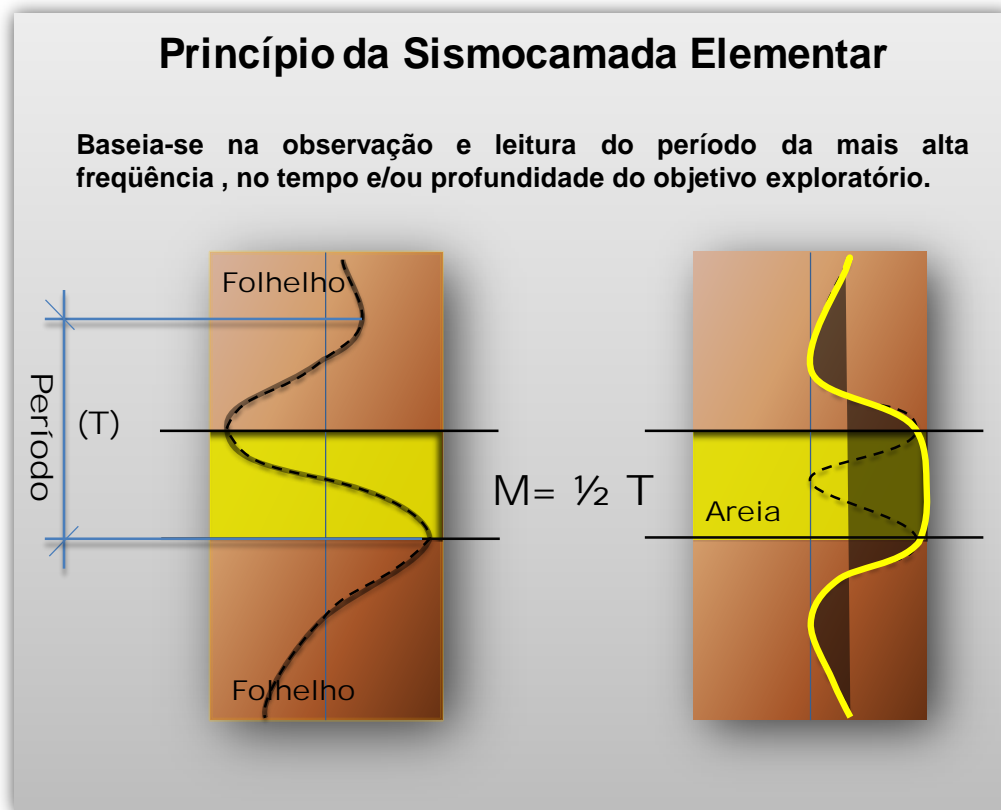 Princípio da Sismocamada Elementar
Baseia-se na observação e leitura do período da mais alta
freqüência , no tempo e/ou profundidade do objetivo exploratório.
Folhelho
Período
(T)
M= ½ T
Areia
Folhelho